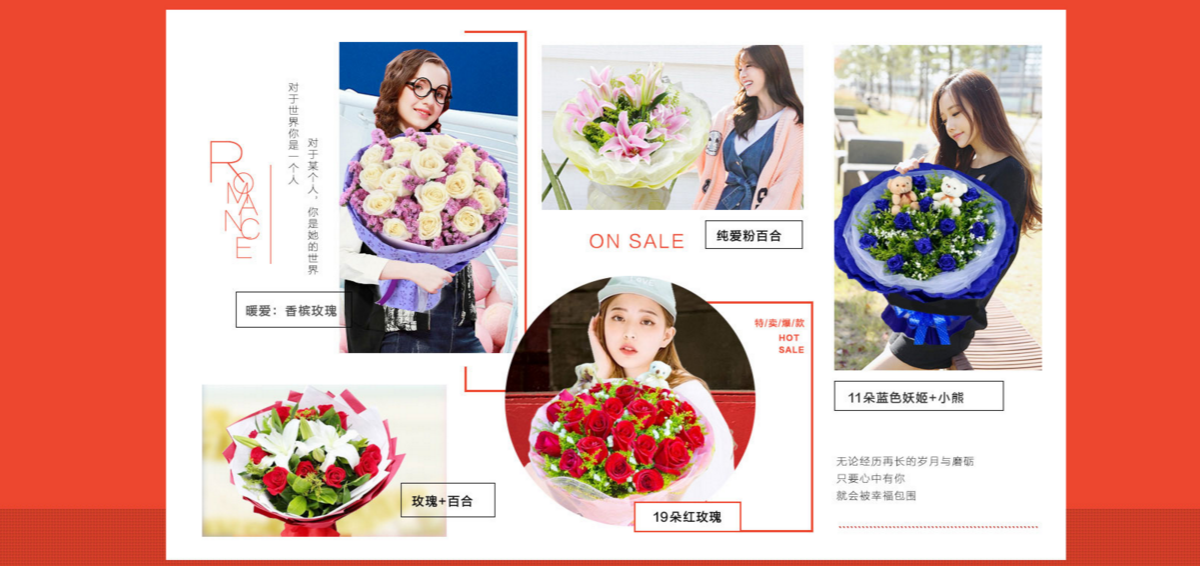 ROMANCE
对于世界你是一个人
对于某个人，你是她的世界
暖爱：香槟玫瑰
玫瑰+百合
ON SALE
纯爱粉百合
特/卖/爆/款
HOT
SALE
19朵红玫瑰
11朵蓝色妖姬+小熊
无论经历再长的岁月与磨砺
只要心中有你
就会被幸福包围